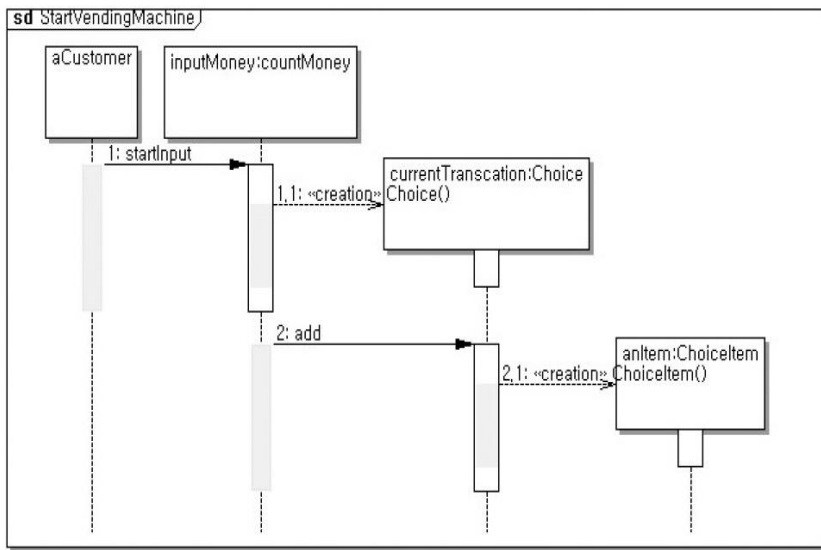 sd StartVendingMachine
aCustomer
inputMoney:countMoney
1: startInput
currentTranscation:Choice
1,1: «creation» Choice()
2: add
anItem:ChoiceItem
2,1: «creation» ChoiceItem()